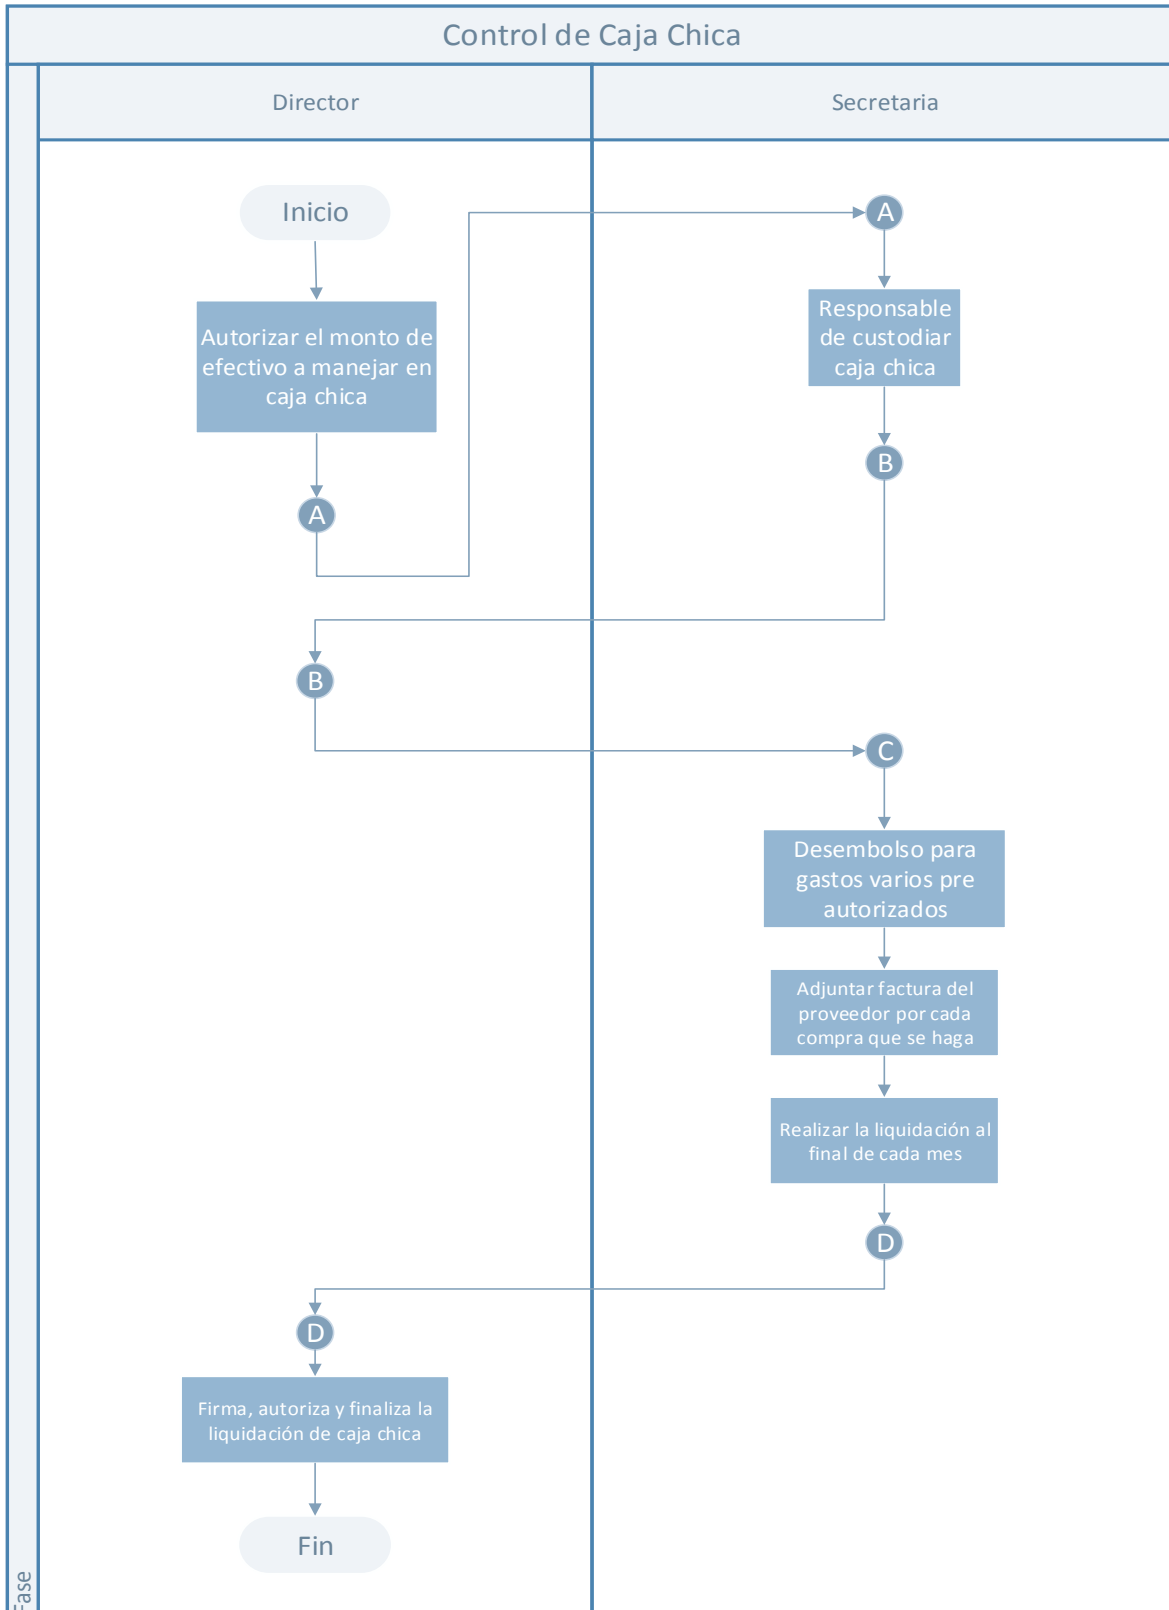 Control de Caja Chica
Director
Secretaria
Inicio
Autorizar el monto de
efectivo a manejar en
caja chica
A
A
Responsable
de custodiar
caja chica
B
B
C
Desembolso para
gastos varios pre
autorizados
Adjuntar factura del
proveedor por cada
compra que se haga
Realizar la liquidación al
final de cada mes
D
D
Firma, autoriza y finaliza la
liquidación de caja chica
Fin
Fase